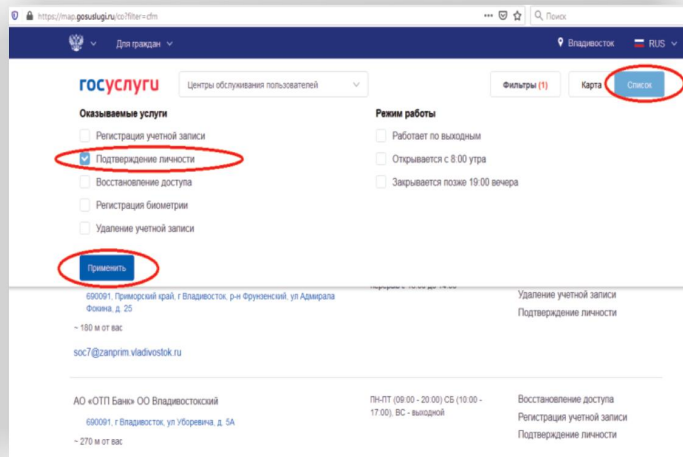 https://map.gosuslugi.ru/co?filter=cfm
Поиск
Для граждан
Владивосток
RUS
госуслуги
Центры обслуживания пользователей
Фильтры (1)
Карта
Список
Оказываемые услуги
Режим работы
Регистрация учетной записи
Работает по выходным
Подтверждение личности
Открывается с 8:00 утра
Восстановление доступа
Закрывается позже 19:00 вечера
Регистрация биометрии
Удаление учетной записи
Применить
690091, Приморский край, г Владивосток, р-н Фрунзенский, ул Адмирала
Фокина, д. 25
Удаление учетной записи
Подтверждение личности
~ 180 м от вас
soc7@zanprim.vladivostok.ru
АО «ОТП Банк» ОО Владивостокский
ПН-ПТ (09:00 - 20:00) СБ (10:00 -
17:00), ВС - выходной
Восстановление доступа
Регистрация учетной записи
Подтверждение личности
690091, г Владивосток, ул Уборевича, д. 5А
~ 270 м от вас